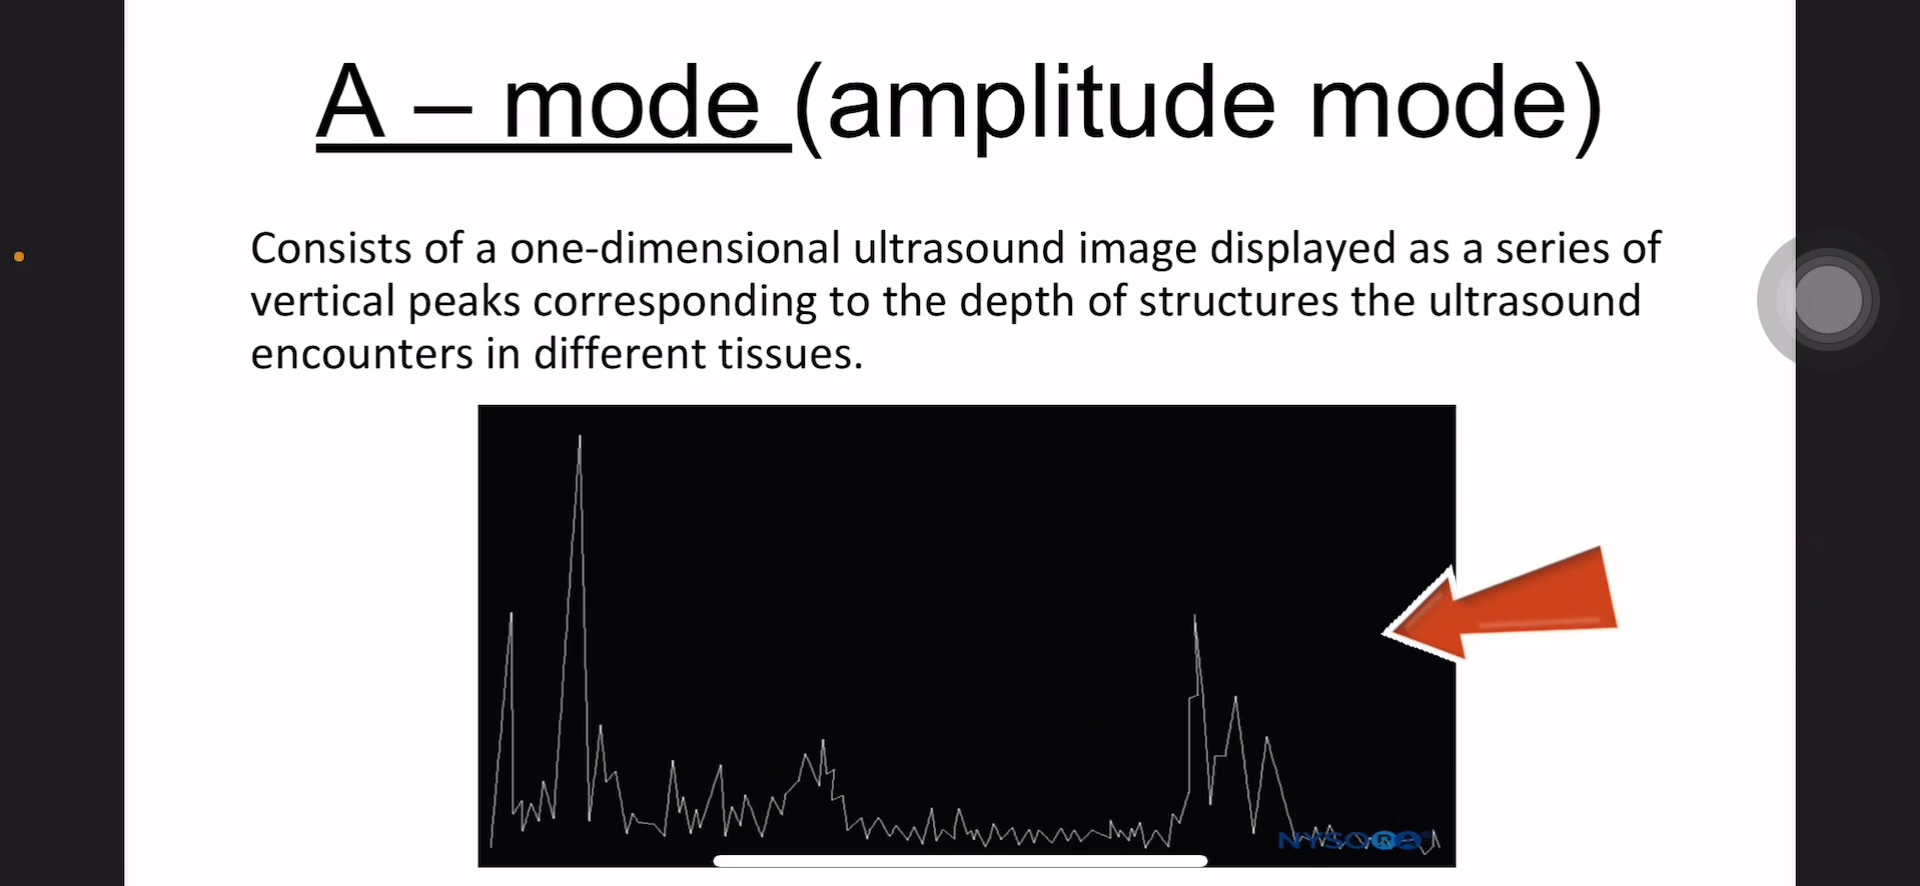 A – mode (amplitude mode)
Consists of a one-dimensional ultrasound image displayed as a series of
vertical peaks corresponding to the depth of structures the ultrasound
encounters in different tissues.
NYSORA